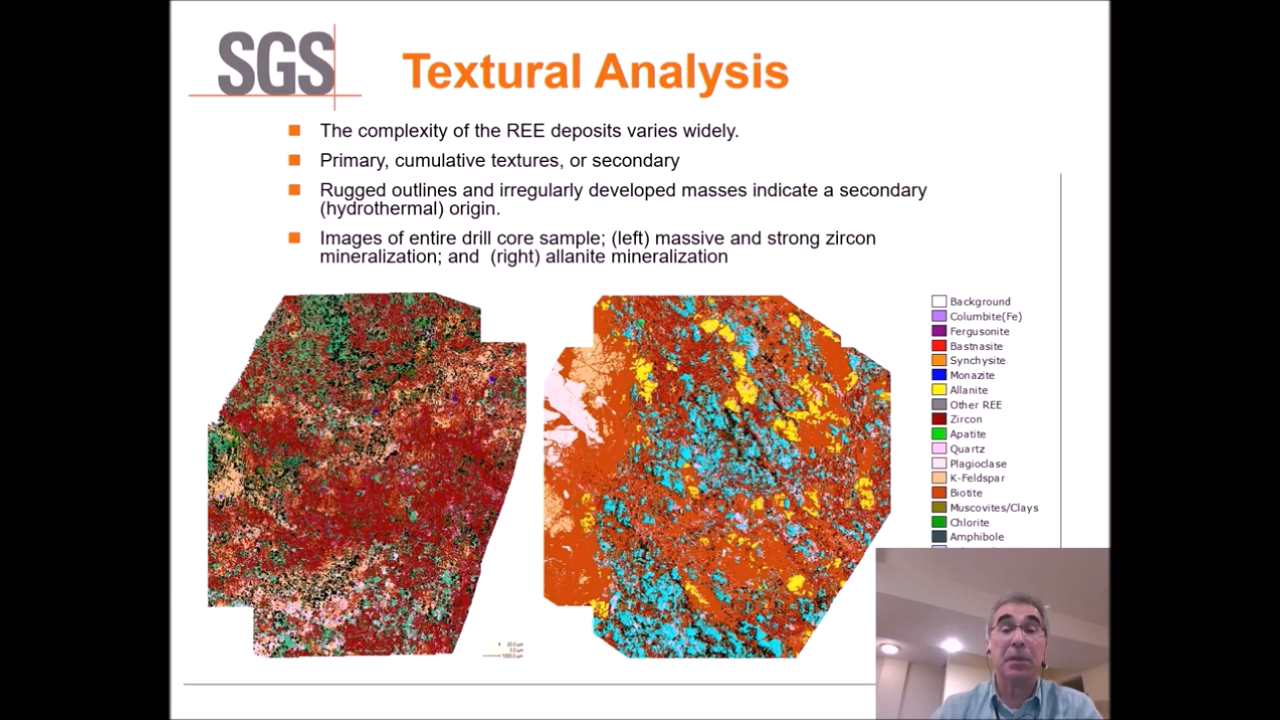 SGS
Textural Analysis
The complexity of the REE deposits varies widely.
Primary, cumulative textures, or secondary
Rugged outlines and irregularly developed masses indicate a secondary
(hydrothermal) origin.
Images of entire drill core sample; (left) massive and strong zircon
mineralization; and (right) allanite mineralization
Background
Columbite(Fe)
Fergusonite
Bastnasite
Synchysite
Monazite
Allanite
Other REE
Zircon
Apatite
Quartz
Plagioclase
K-Feldspar
Biotite
Muscovites/Clays
Chlorite
Amphibole